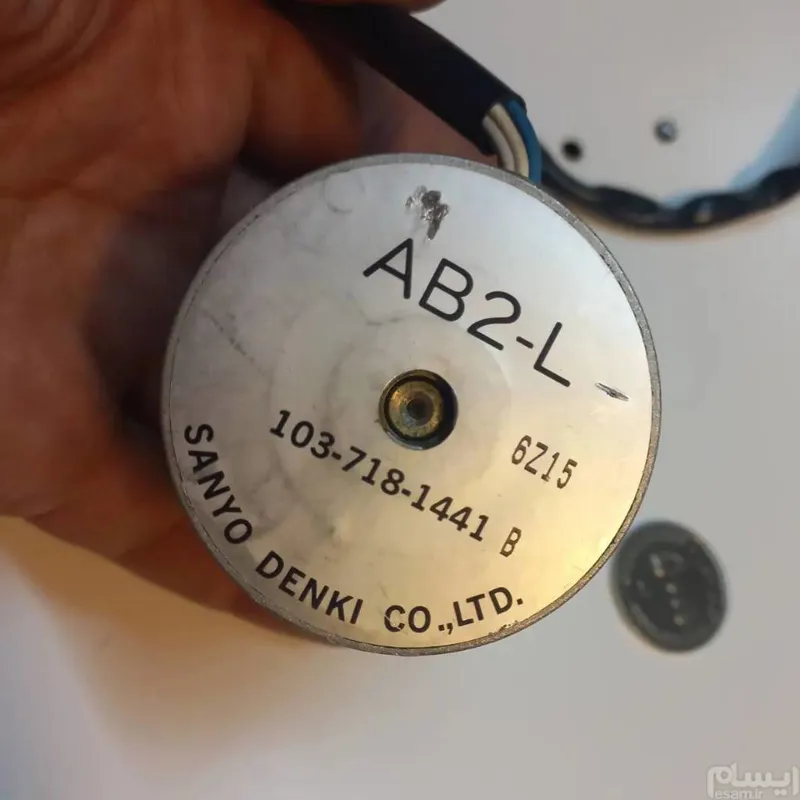 AB2-L
6Z15
103-718-1441 B
SANYO DENKI CO.,LTD.
ایسام
esam.ir